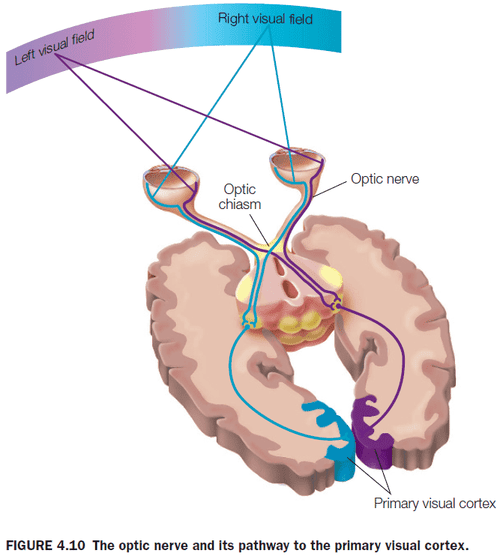 Right visual field
Left visual field
Optic nerve
Optic
chiasm
Primary visual cortex
FIGURE 4.10 The optic nerve and its pathway to the primary visual cortex.